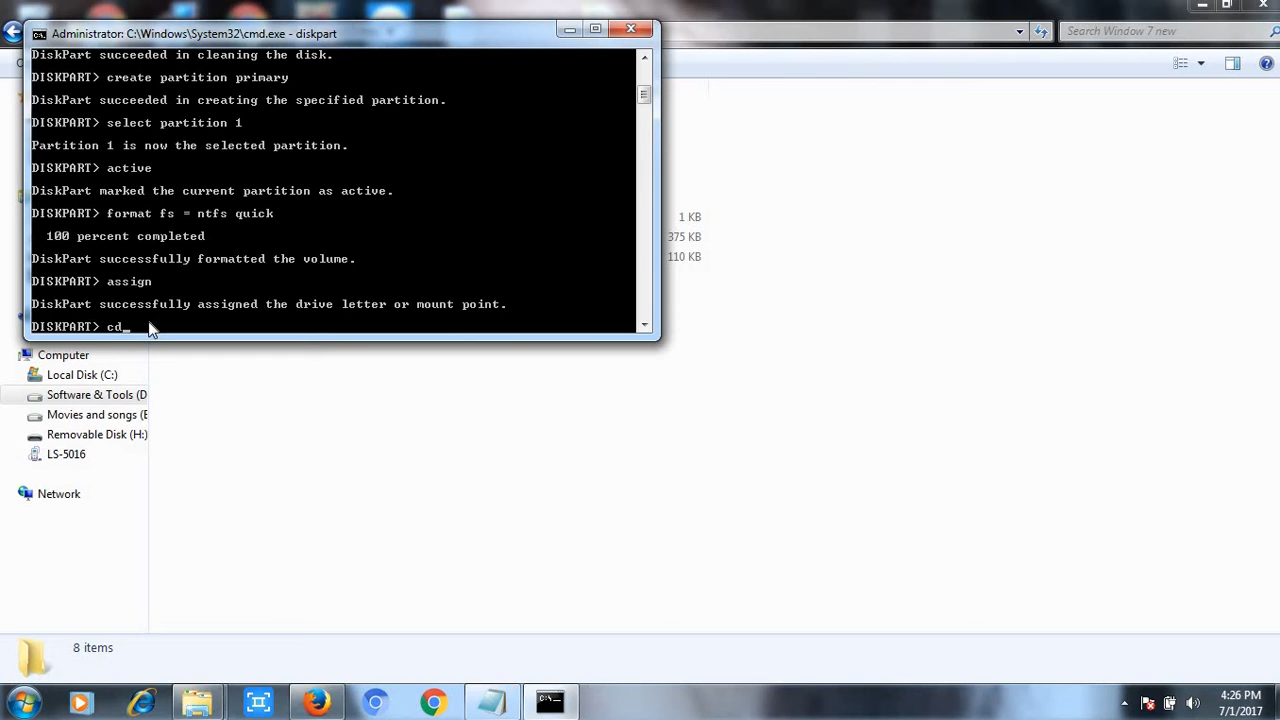 Administrator: C:\Windows\System32\cmd.exe - diskpart
Search Window 7 new
DiskPart succeeded in cleaning the disk.
DISKPART> create partition primary
DiskPart succeeded in creating the specified partition.
DISKPART> select partition 1
Partition 1 is now the selected partition.
DISKPART> active
DiskPart marked the current partition as active.
DISKPART> format fs = ntfs quick
100 percent completed
DiskPart successfully formatted the volume.
DISKPART> assign
DiskPart successfully assigned the drive letter or mount point.
DISKPART> cd_
1 KB
375 KB
110 KB
Computer
Local Disk (C:)
Software & Tools (D
Movies and songs (E
Removable Disk (H:)
LS-5016
Network
8 items
4:26 PM
7/1/2017